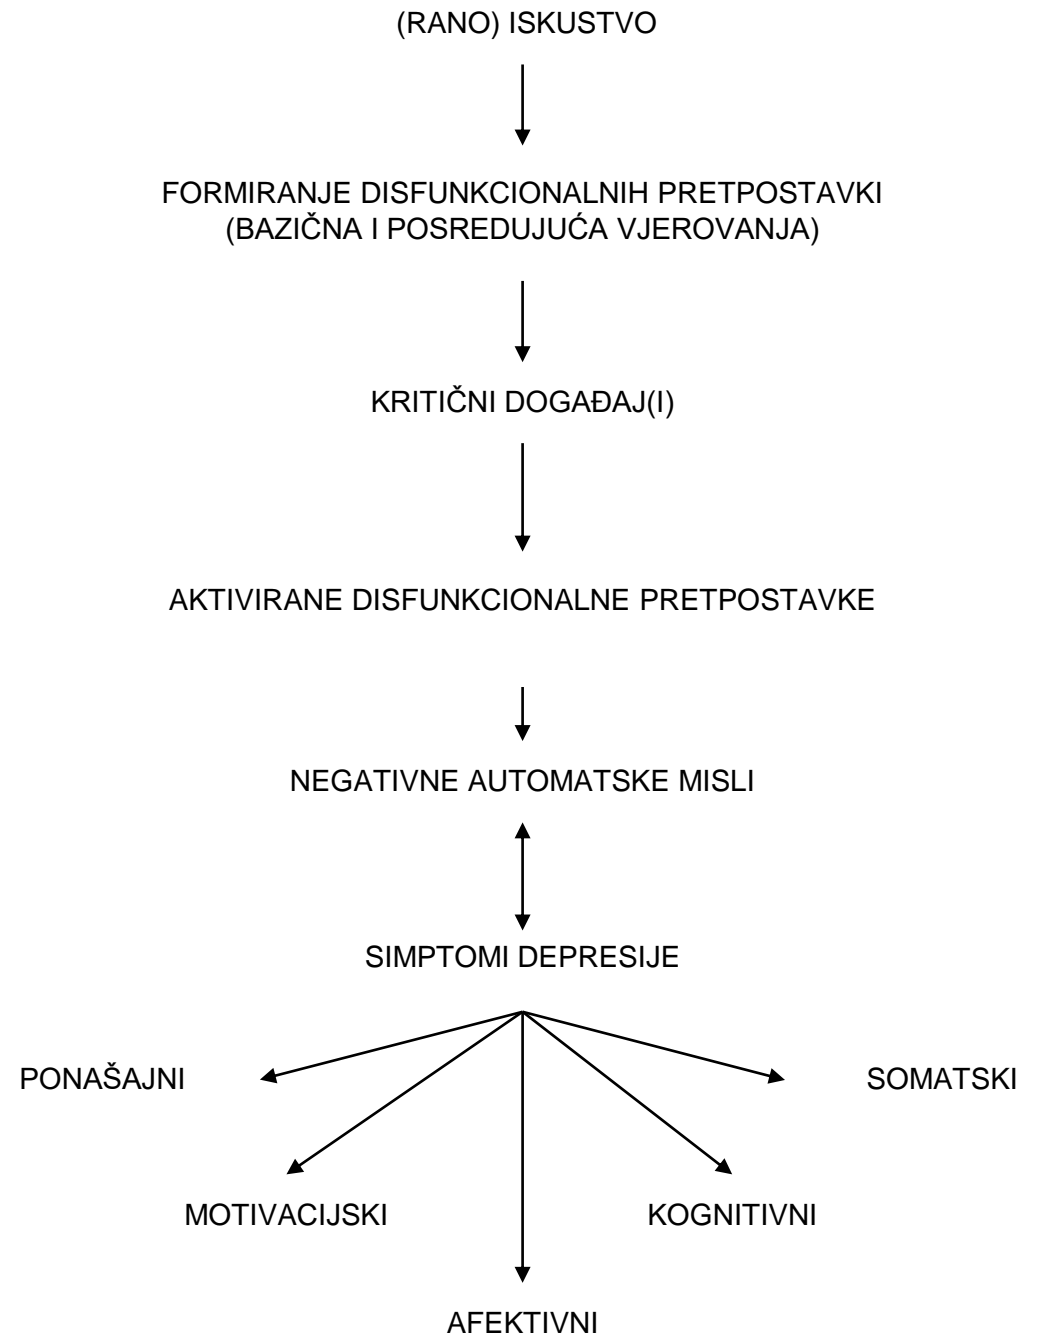 (RANO) ISKUSTVO
FORMIRANJE DISFUNKCIONALNIH PRETPOSTAVKI
(BAZIČNA I POSREDUJUĆA VJEROVANJA)
KRITIČNI DOGAĐAJ(I)
AKTIVIRANE DISFUNKCIONALNE PRETPOSTAVKE
NEGATIVNE AUTOMATSKE MISLI
SIMPTOMI DEPRESIJE
PONAŠAJNI
SOMATSKI
MOTIVACIJSKI
KOGNITIVNI
AFEKTIVNI